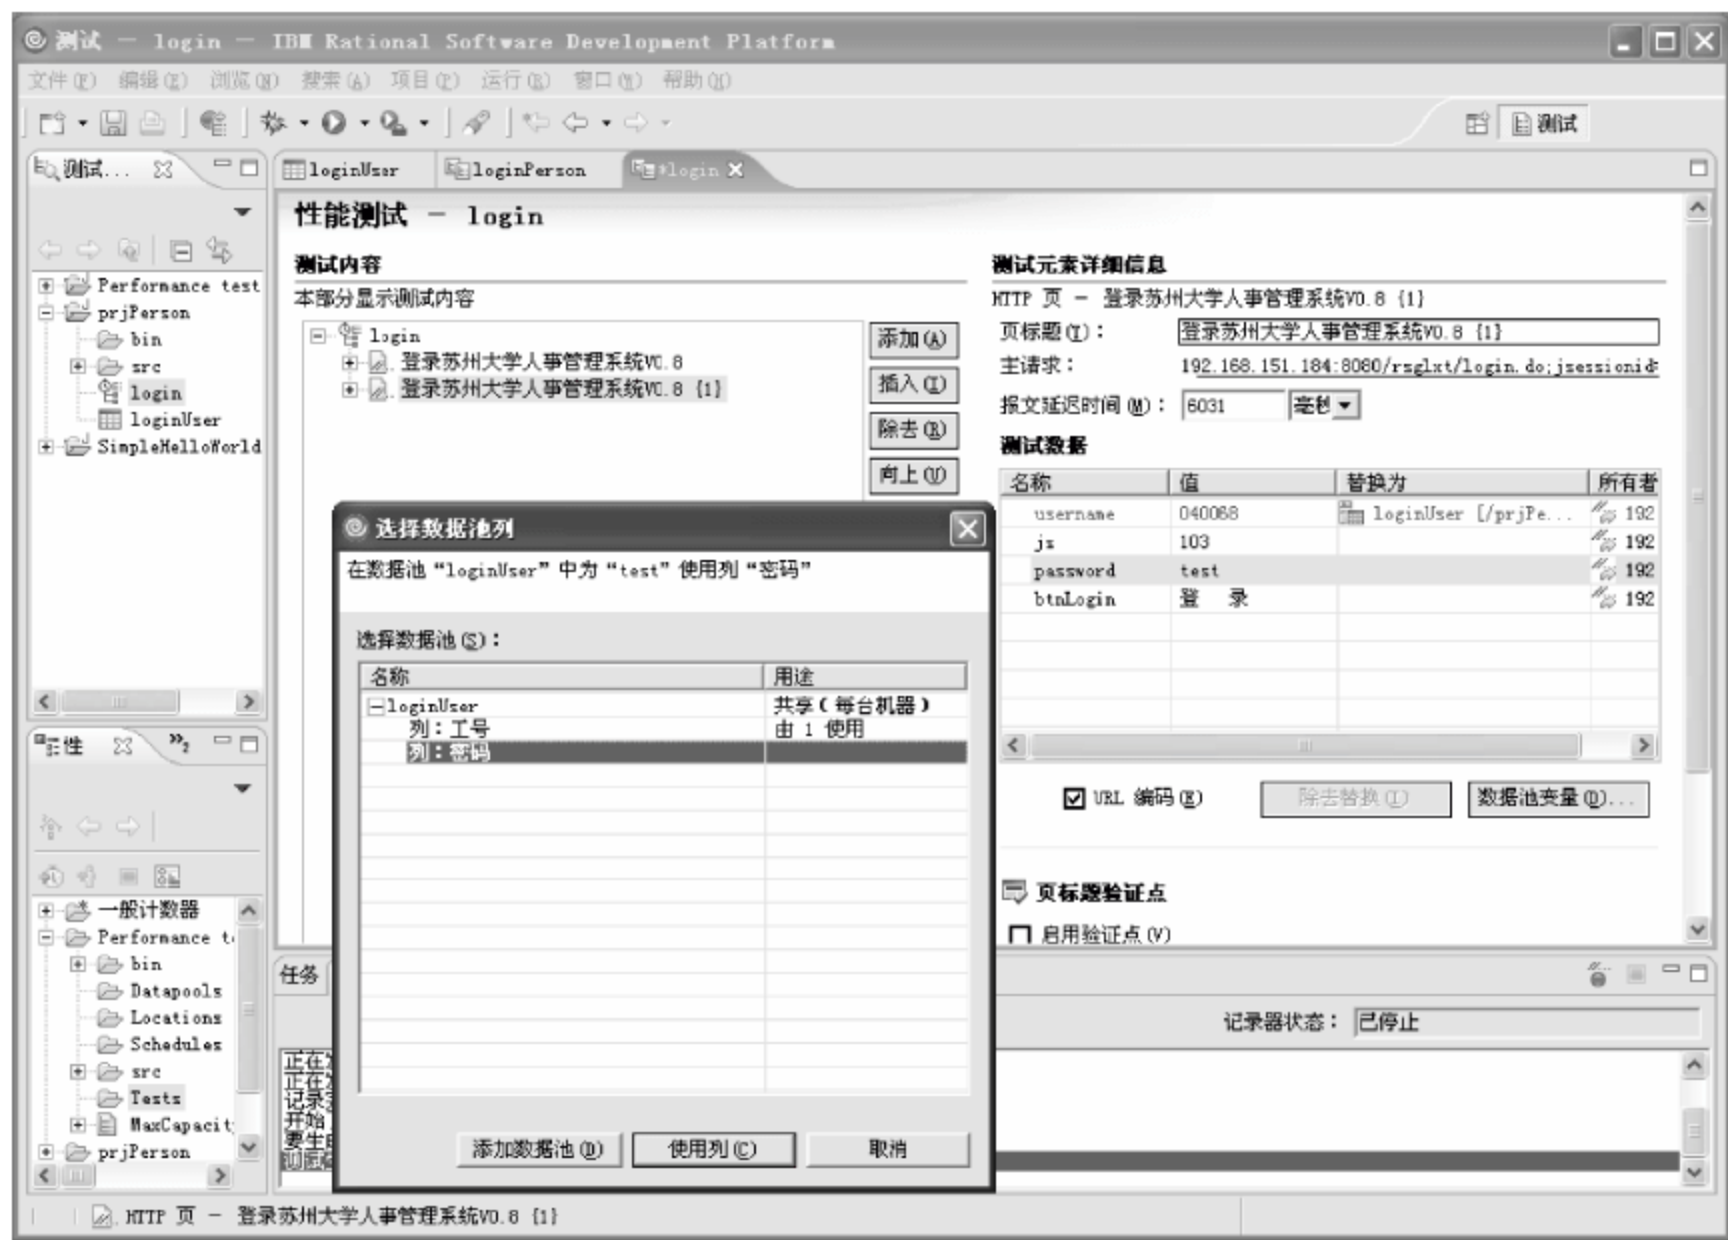 测试 - login - IBM Rational Software Development Platform
文件(F) 编辑(E) 浏览(N) 搜索(A) 项目(P) 运行(R) 窗口(W) 帮助(H)
测试
测试...
loginUser
loginPerson
*login
Performance test
prjPerson
bin
src
login
loginUser
SimpleHelloWorld
性能测试 - login
测试内容
本部分显示测试内容
login
登录苏州大学人事管理系统V0.8
登录苏州大学人事管理系统V0.8 {1}
添加(A)
插入(I)
除去(R)
向上(U)
测试元素详细信息
HTTP 页 - 登录苏州大学人事管理系统V0.8 {1}
页标题(T): 登录苏州大学人事管理系统V0.8 {1}
主请求: 192.168.151.184:8080/rsglxt/login.do;jsessionid
报文延迟时间(M): 6031 毫秒
测试数据
名称 值 替换为 所有者
username 040068 loginUser [/prjPe... 192
js 103 192
password test 192
btnLogin 登 录 192
URL 编码(E) 除去替换(I) 数据池变量(D)...
页标题验证点
启用验证点(V)
选择数据池列
在数据池“loginUser”中为“test”使用列“密码”
选择数据池(S):
名称 用途
loginUser 共享(每台机器)
列:工号 由 1 使用
列:密码
添加数据池(D) 使用列(C) 取消
性
一般计数器
Performance t
bin
Datapools
Locations
Schedules
src
Tests
MaxCapacit
prjPerson
任务
记录器状态: 已停止
正在
正在
记录
开始
要生
测试
HTTP 页 - 登录苏州大学人事管理系统V0.8 {1}